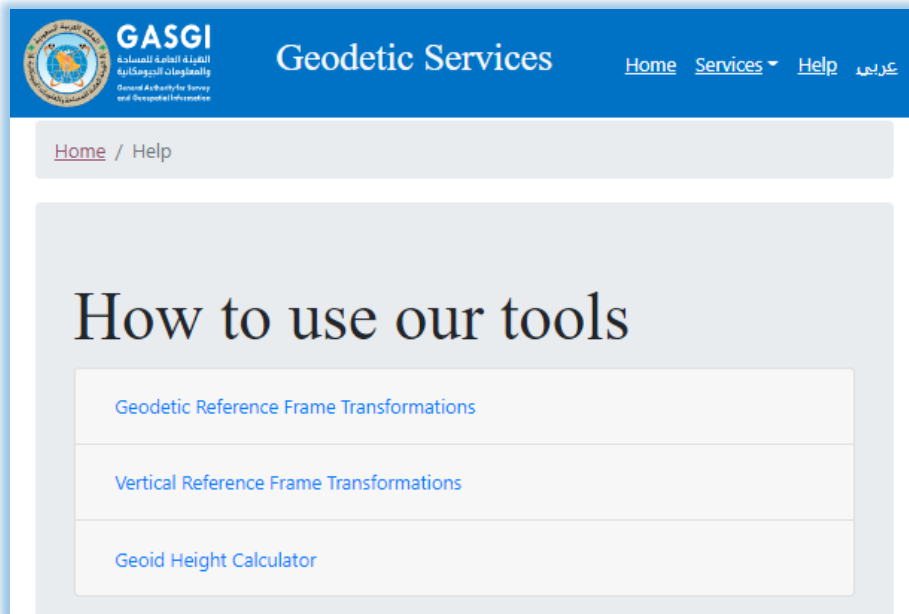 GASGI
الهيئة العامة للمساحة
والمعلومات الجيومكانية
General Authority for Survey
and Geospatial Information
Geodetic Services
Home Services Help عربي
Home / Help
How to use our tools
Geodetic Reference Frame Transformations
Vertical Reference Frame Transformations
Geoid Height Calculator